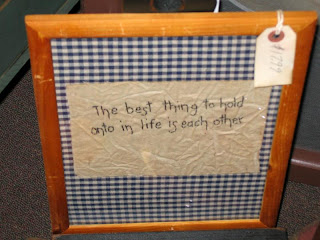 The best thing to hold
onto in life is each other